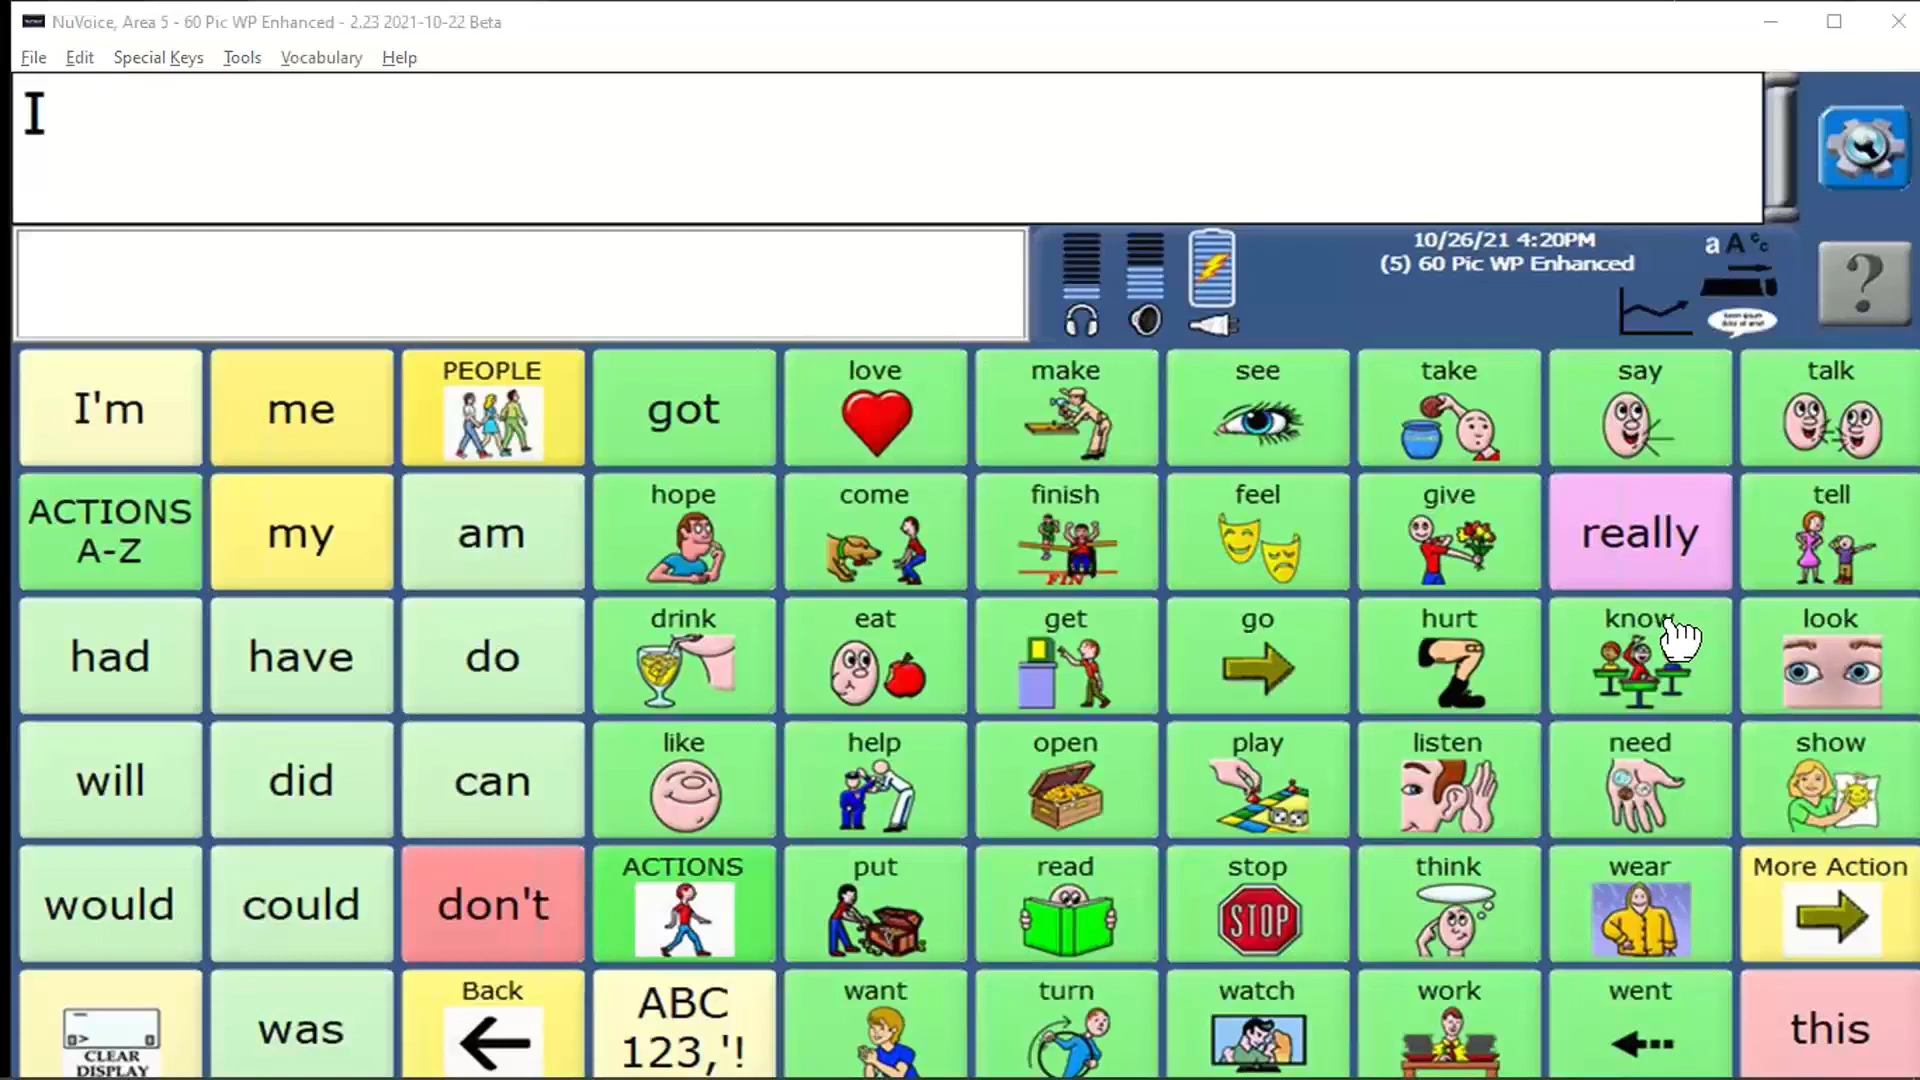 NuVoice, Area 5 - 60 Pic WP Enhanced - 2.23 2021-10-22 Beta
File Edit Special Keys Tools Vocabulary Help
I
10/26/21 4:20PM
(5) 60 Pic WP Enhanced
a A c c
?
I'm me PEOPLE got love make see take say talk
ACTIONS A-Z my am hope come finish feel give really tell
FIN
had have do drink eat get go hurt know look
will did can like help open play listen need show
would could don't ACTIONS put read stop think wear More Action
STOP
CLEAR DISPLAY was Back ABC 123,'! want turn watch work went this